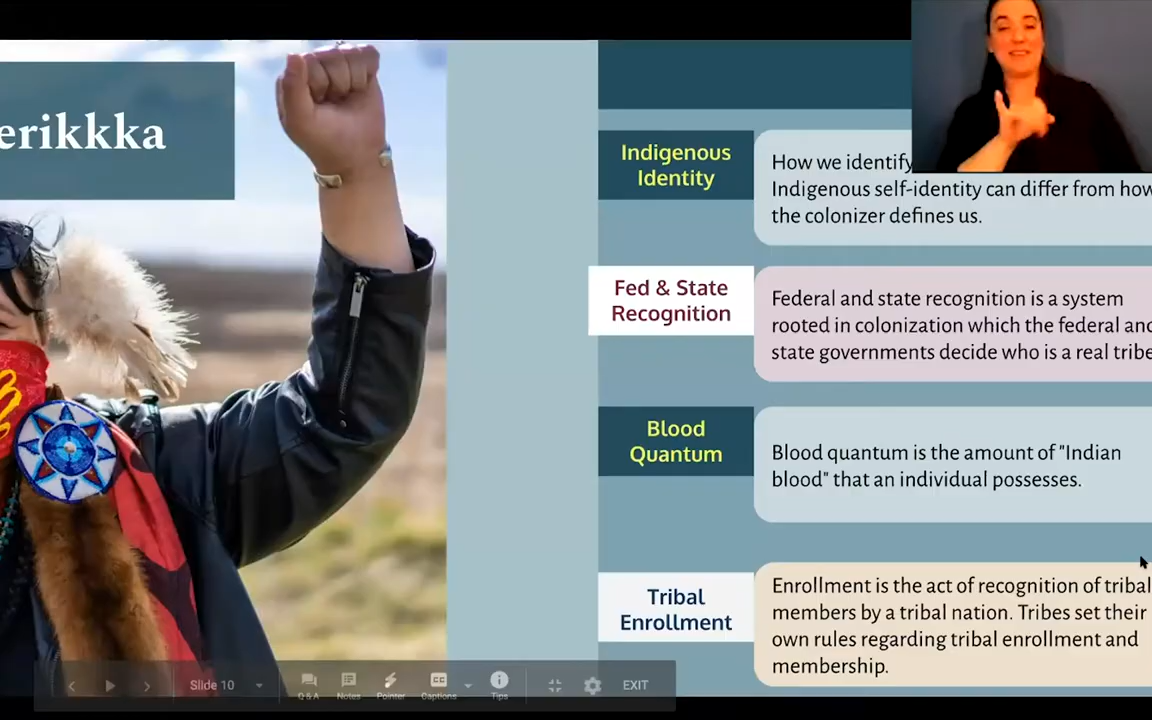 erikkka
Indigenous
Identity
How we identify
Indigenous self-identity can differ from how
the colonizer defines us.
Fed & State
Recognition
Federal and state recognition is a system
rooted in colonization which the federal and
state governments decide who is a real tribe
Blood
Quantum
Blood quantum is the amount of "Indian
blood" that an individual possesses.
Tribal
Enrollment
Enrollment is the act of recognition of tribal
members by a tribal nation. Tribes set their
own rules regarding tribal enrollment and
membership.
Slide 10
Q & A
Notes
Pointer
Captions
Tips
EXIT